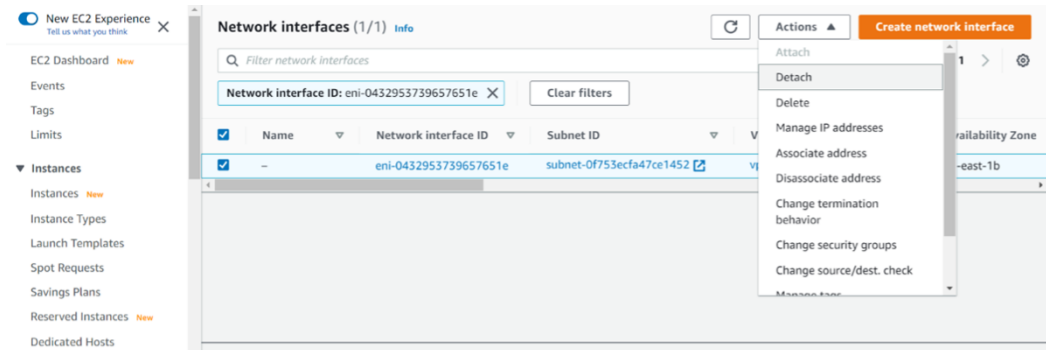 New EC2 Experience
Tell us what you think
EC2 Dashboard New
Events
Tags
Limits
Instances
Instances New
Instance Types
Launch Templates
Spot Requests
Savings Plans
Reserved Instances New
Dedicated Hosts
Network interfaces (1/1) Info
Actions
Create network interface
Filter network interfaces
1
Network interface ID: eni-0432953739657651e
Clear filters
Name
Network interface ID
Subnet ID
V
vailability Zone
–
eni-0432953739657651e
subnet-0f753ecfa47ce1452
vp
-east-1b
Attach
Detach
Delete
Manage IP addresses
Associate address
Disassociate address
Change termination
behavior
Change security groups
Change source/dest. check
Manage tags